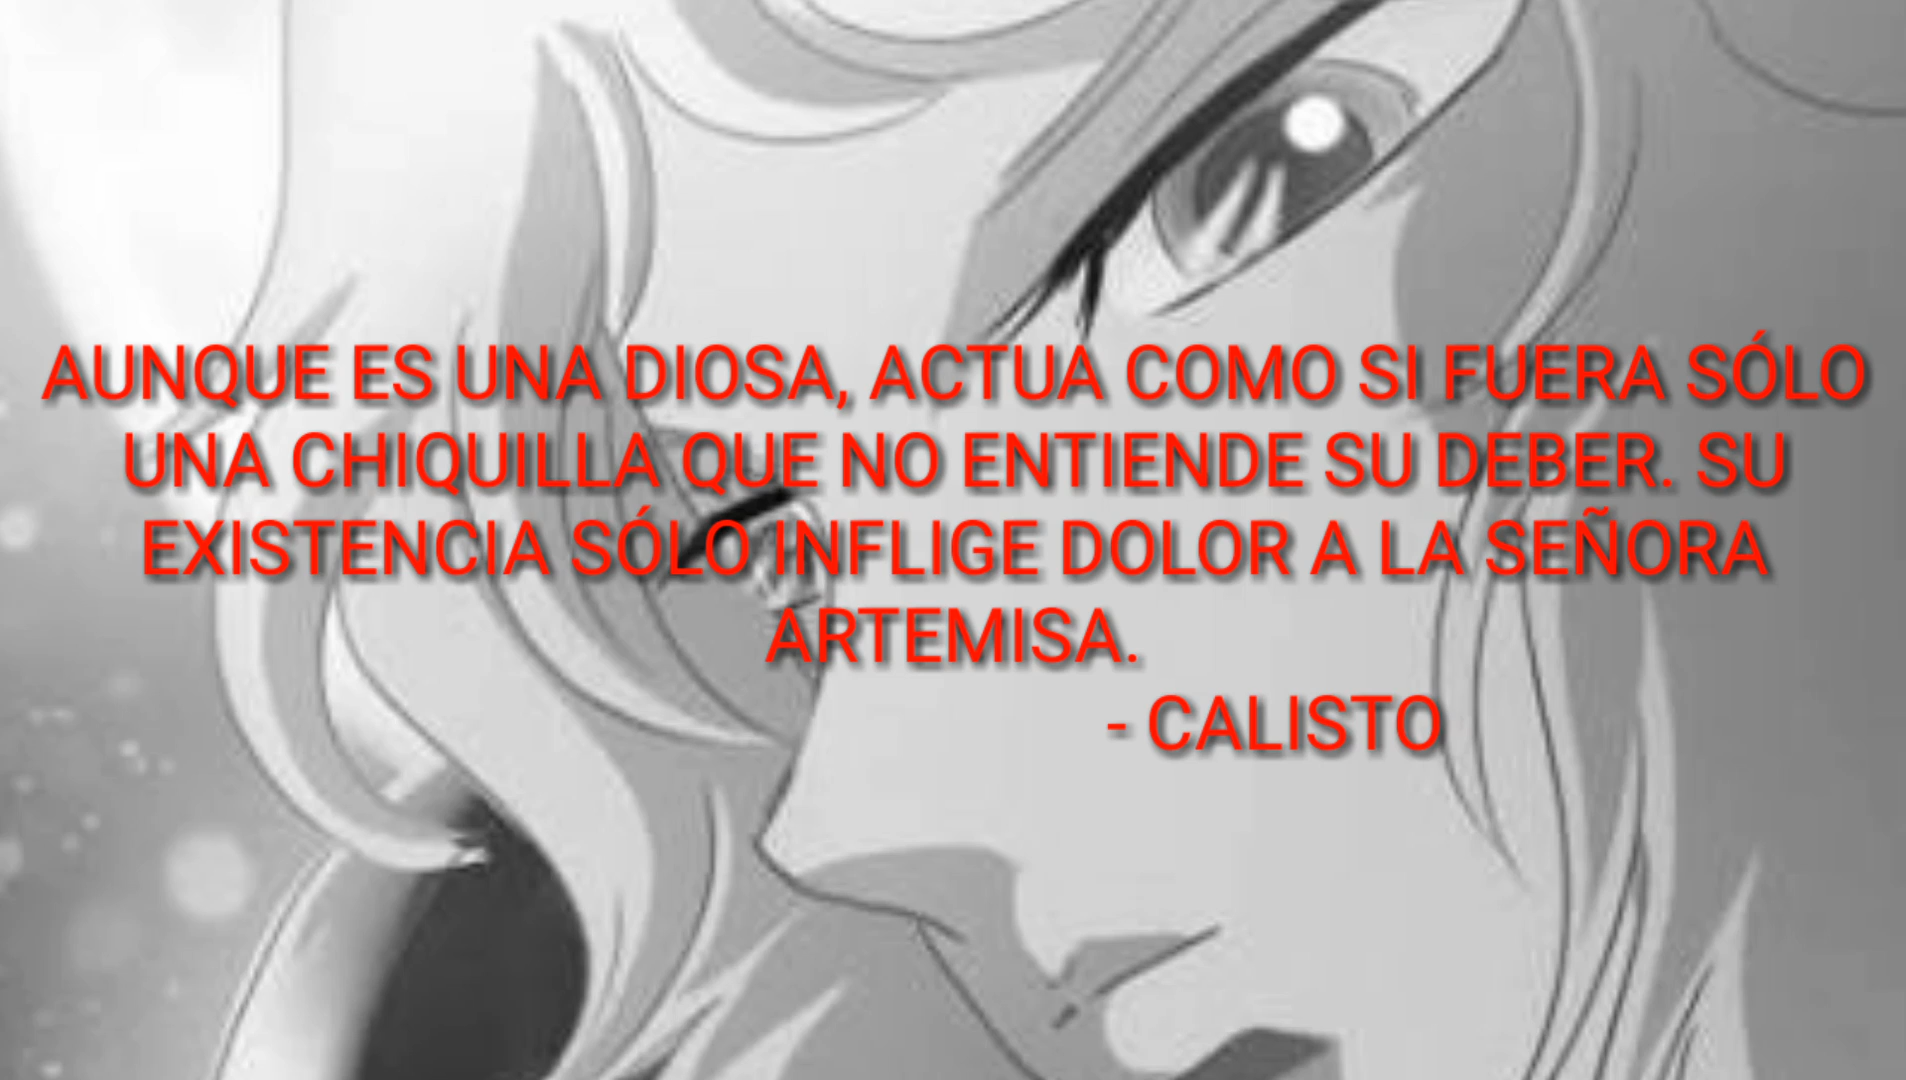 AUNQUE ES UNA DIOSA, ACTUA COMO SI FUERA SÓLO
UNA CHIQUILLA QUE NO ENTIENDE SU DEBER. SU
EXISTENCIA SÓLO INFLIGE DOLOR A LA SEÑORA
ARTEMISA.
- CALISTO